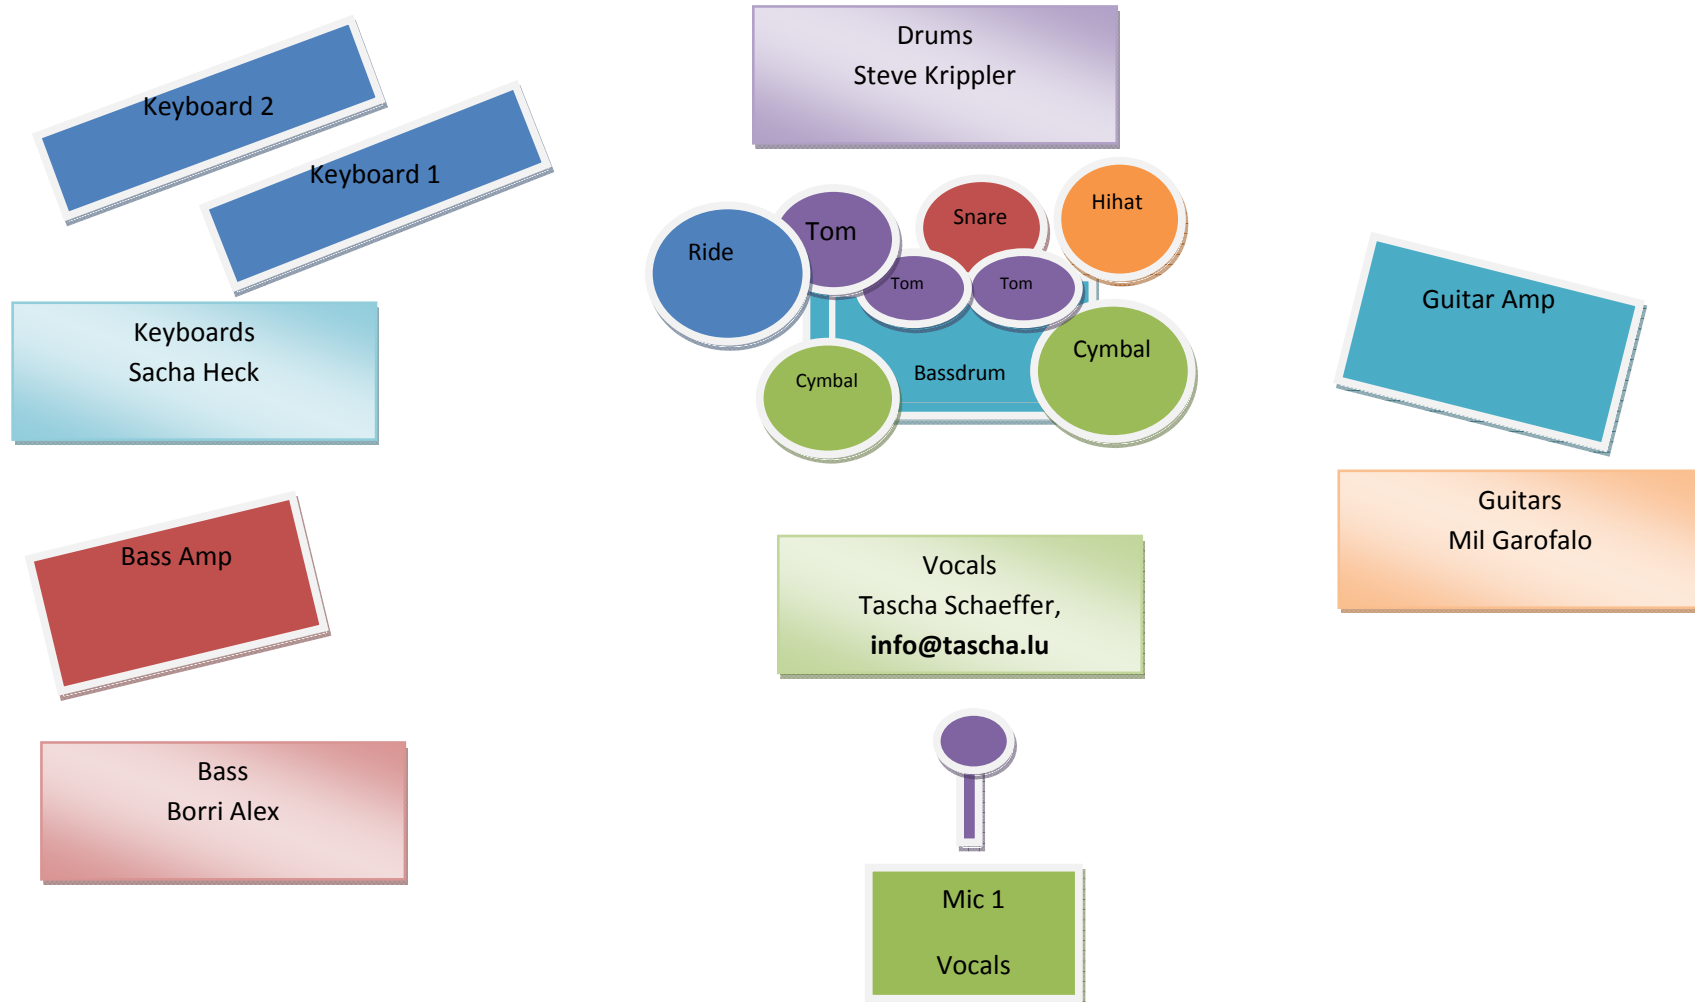 Drums
Steve Krippler
Keyboard 2
Keyboard 1
Ride
Tom
Snare
Hihat
Tom
Tom
Cymbal
Bassdrum
Cymbal
Guitar Amp
Keyboards
Sacha Heck
Guitars
Mil Garofalo
Bass Amp
Vocals
Tascha Schaeffer,
info@tascha.lu
Bass
Borri Alex
Mic 1
Vocals